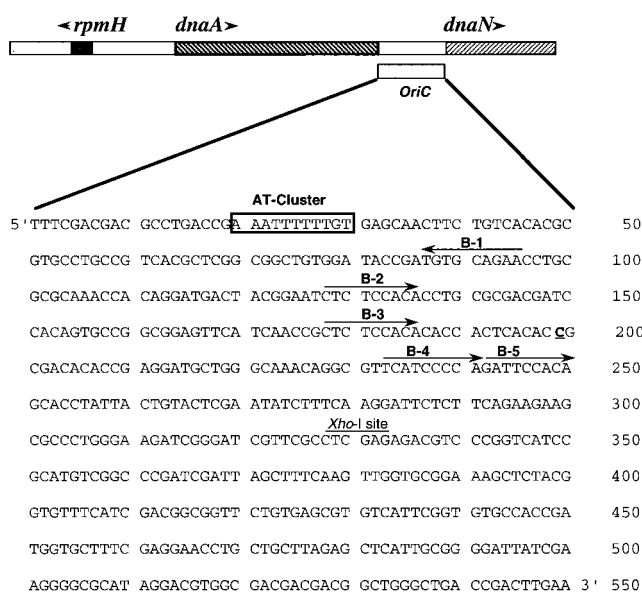 rpmH dnaA dnaN
OriC
AT-Cluster
5'TTTCGACGAC GCCTGACCGA AATTTTTTGT GAGCAACTTC TGTCACACGC 50
B-1
GTGCCTGCCG TCACGCTCGG CGGCTGTGGA TACCGATGTG CAGAACCTGC 100
B-2
GCGCAAACCA CAGGATGACT ACGGAATCTC TCCACACCTG CGCGACGATC 150
B-3
CACAGTGCCG GCGGAGTTCA TCAACCGCTC TCCACACACC ACTCACACCG 200
B-4 B-5
CGACACACCG AGGATGCTGG GCAAACAGGC GTTCATCCCC AGATTCCACA 250
GCACCTATTA CTGTACTCGA ATATCTTTCA AGGATTCTCT TCAGAAGAAG 300
Xho-I site
CGCCCTGGGA AGATCGGGAT CGTTCGCCTC GAGAGACGTC CCGGTCATCC 350
GCATGTCGGC CCGATCGATT AGCTTTCAAG TTGGTGCGGA AAGCTCTACG 400
GTGTTTCATC GACGGCGGTT CTGTGAGCGT GTCATTCGGT GTGCCACCGA 450
TGGTGCTTTC GAGGAACCTG CTGCTTAGAG CTCATTGCGG GGATTATCGA 500
AGGGGCGCAT AGGACGTGGC GACGACGACG GCTGGGCTGA CCGACTTGAA 3' 550